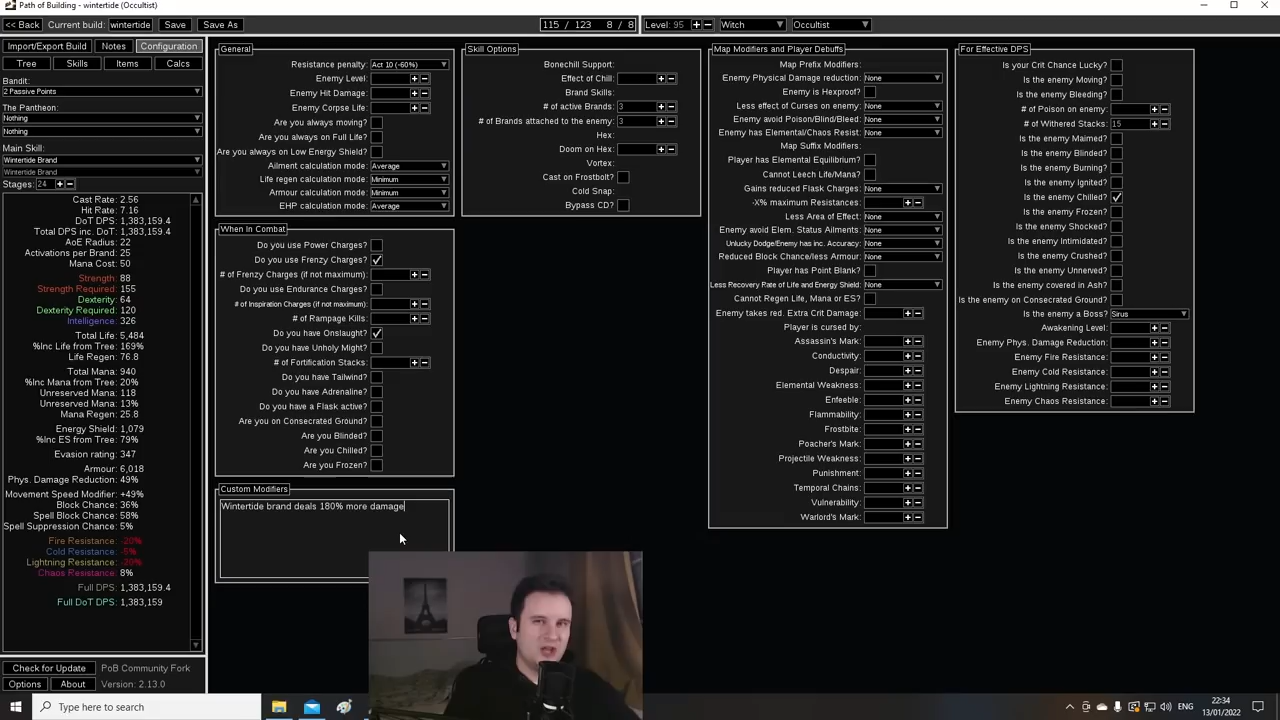 Path of Building - wintertide (Occultist)
<< Back Current build: wintertide Save Save As 115 / 123 8 / 8 Level: 95 Witch Occultist
Import/Export Build Notes Configuration
Tree Skills Items Calcs
Bandit:
2 Passive Points
The Pantheon:
Nothing
Nothing
Main Skill:
Wintertide Brand
Wintertide Brand
Stages: 24
Cast Rate: 2.56
Hit Rate: 7.16
DoT DPS: 1,383,159.4
Total DPS inc. DoT: 1,383,159.4
AoE Radius: 22
Activations per Brand: 25
Mana Cost: 50
Strength: 88
Strength Required: 155
Dexterity: 64
Dexterity Required: 120
Intelligence: 326
Total Life: 5,484
%Inc Life from Tree: 169%
Life Regen: 76.8
Total Mana: 940
%Inc Mana from Tree: 20%
Unreserved Mana: 118
Unreserved Mana: 13%
Mana Regen: 25.8
Energy Shield: 1,079
%Inc ES from Tree: 79%
Evasion rating: 347
Armour: 6,018
Phys. Damage Reduction: 49%
Movement Speed Modifier: +49%
Block Chance: 36%
Spell Block Chance: 58%
Spell Suppression Chance: 5%
Fire Resistance: -20%
Cold Resistance: -5%
Lightning Resistance: -20%
Chaos Resistance: 8%
Full DPS: 1,383,159.4
Full DoT DPS: 1,383,159
Check for Update PoB Community Fork
Options About Version: 2.13.0
General
Resistance penalty: Act 10 (-60%)
Enemy Level:
Enemy Hit Damage:
Enemy Corpse Life:
Are you always moving?
Are you always on Full Life?
Are you always on Low Energy Shield?
Ailment calculation mode: Average
Life regen calculation mode: Minimum
Armour calculation mode: Minimum
EHP calculation mode: Average
When In Combat
Do you use Power Charges?
Do you use Frenzy Charges?
# of Frenzy Charges (if not maximum):
Do you use Endurance Charges?
# of Inspiration Charges (if not maximum):
# of Rampage Kills:
Do you have Onslaught?
Do you have Unholy Might?
# of Fortification Stacks:
Do you have Tailwind?
Do you have Adrenaline?
Do you have a Flask active?
Are you on Consecrated Ground?
Are you Blinded?
Are you Chilled?
Are you Frozen?
Custom Modifiers
Wintertide brand deals 180% more damage
Skill Options
Bonechill Support:
Effect of Chill:
Brand Skills:
# of active Brands: 3
# of Brands attached to the enemy: 3
Hex:
Doom on Hex:
Vortex:
Cast on Frostbolt?
Cold Snap:
Bypass CD?
Map Modifiers and Player Debuffs
Map Prefix Modifiers:
Enemy Physical Damage reduction: None
Enemy is Hexproof?
Less effect of Curses on enemy: None
Enemy avoid Poison/Blind/Bleed: None
Enemy has Elemental/Chaos Resist: None
Map Suffix Modifiers:
Player has Elemental Equilibrium?
Cannot Leech Life/Mana?
Gains reduced Flask Charges: None
-X% maximum Resistances:
Less Area of Effect: None
Enemy avoid Elem. Status Ailments: None
Unlucky Dodge/Enemy has inc. Accuracy: None
Reduced Block Chance/less Armour: None
Player has Point Blank?
Less Recovery Rate of Life and Energy Shield: None
Cannot Regen Life, Mana or ES?
Enemy takes red. Extra Crit Damage:
Player is cursed by:
Assassin's Mark:
Conductivity:
Despair:
Elemental Weakness:
Enfeeble:
Flammability:
Frostbite:
Poacher's Mark:
Projectile Weakness:
Punishment:
Temporal Chains:
Vulnerability:
Warlord's Mark:
For Effective DPS
Is your Crit Chance Lucky?
Is the enemy Moving?
Is the enemy Bleeding?
# of Poison on enemy:
# of Withered Stacks: 15
Is the enemy Maimed?
Is the enemy Blinded?
Is the enemy Burning?
Is the enemy Ignited?
Is the enemy Chilled?
Is the enemy Frozen?
Is the enemy Shocked?
Is the enemy Intimidated?
Is the enemy Crushed?
Is the enemy Unnerved?
Is the enemy covered in Ash?
Is the enemy on Consecrated Ground?
Is the enemy a Boss? Sirus
Awakening Level:
Enemy Phys. Damage Reduction:
Enemy Fire Resistance:
Enemy Cold Resistance:
Enemy Lightning Resistance:
Enemy Chaos Resistance:
Type here to search
ENG
22:34
13/01/2022